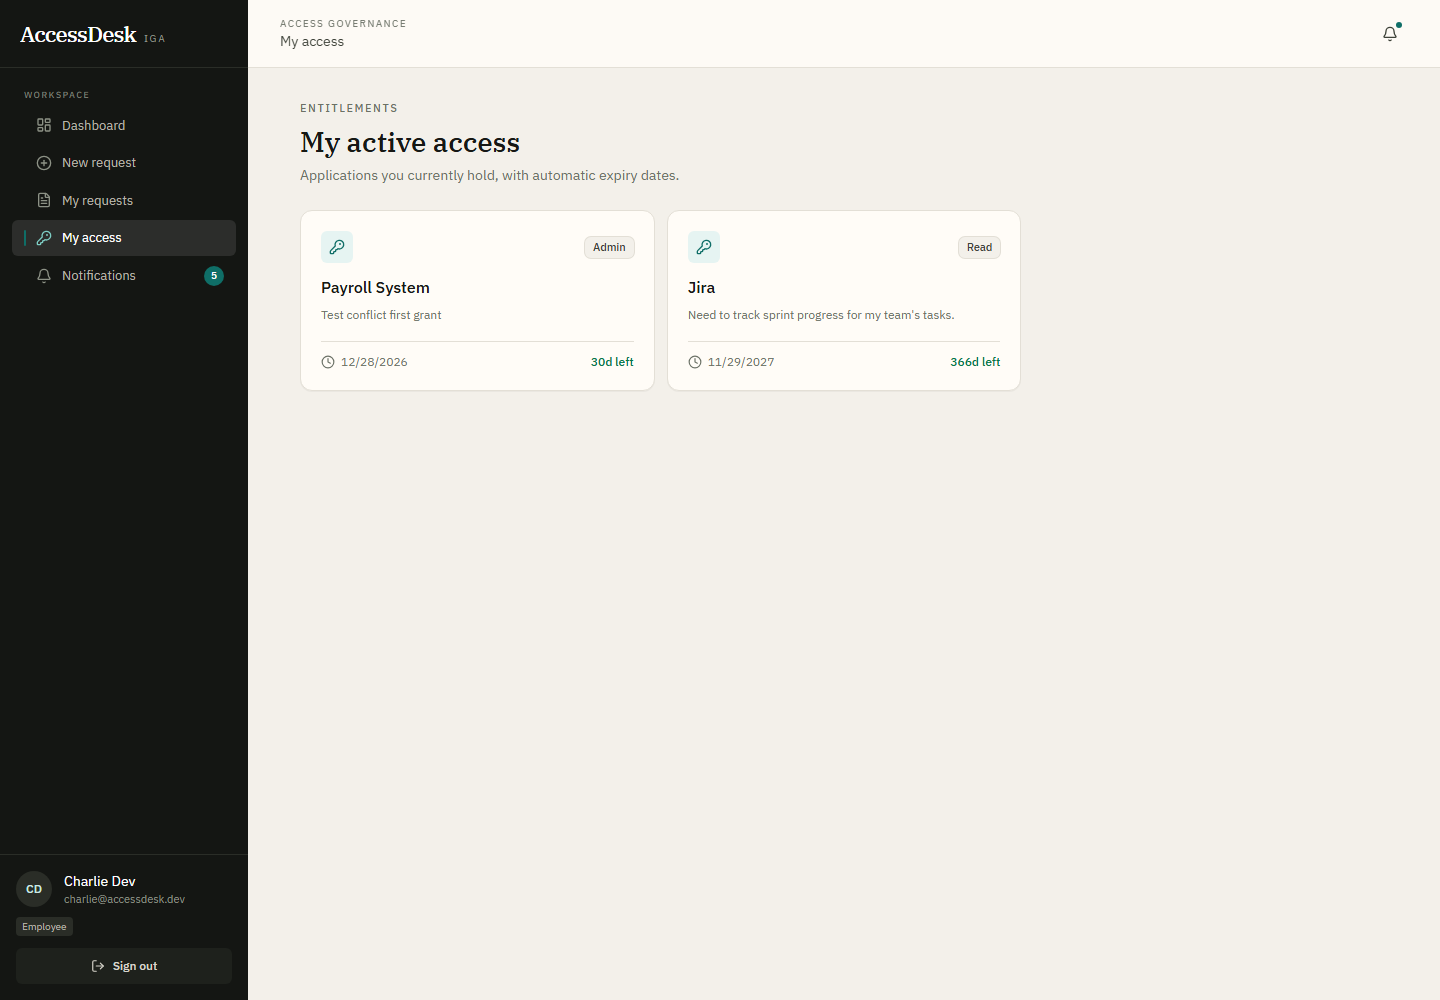 AccessDesk IGA
WORKSPACE
Dashboard
New request
My requests
My access
Notifications 5
CD
Charlie Dev
charlie@accessdesk.dev
Employee
Sign out
ACCESS GOVERNANCE
My access
ENTITLEMENTS
My active access
Applications you currently hold, with automatic expiry dates.
Admin
Payroll System
Test conflict first grant
12/28/2026 30d left
Read
Jira
Need to track sprint progress for my team's tasks.
11/29/2027 366d left